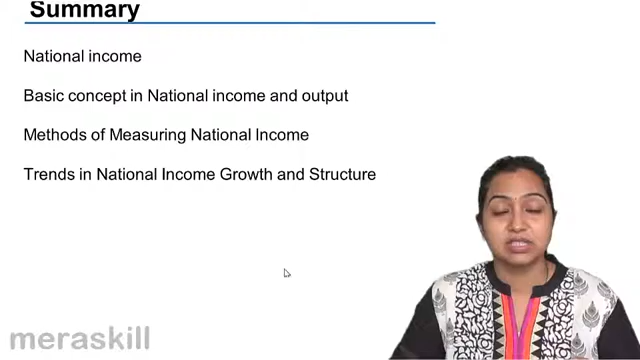 Summary
National income
Basic concept in National income and output
Methods of Measuring National Income
Trends in National Income Growth and Structure
meraskill